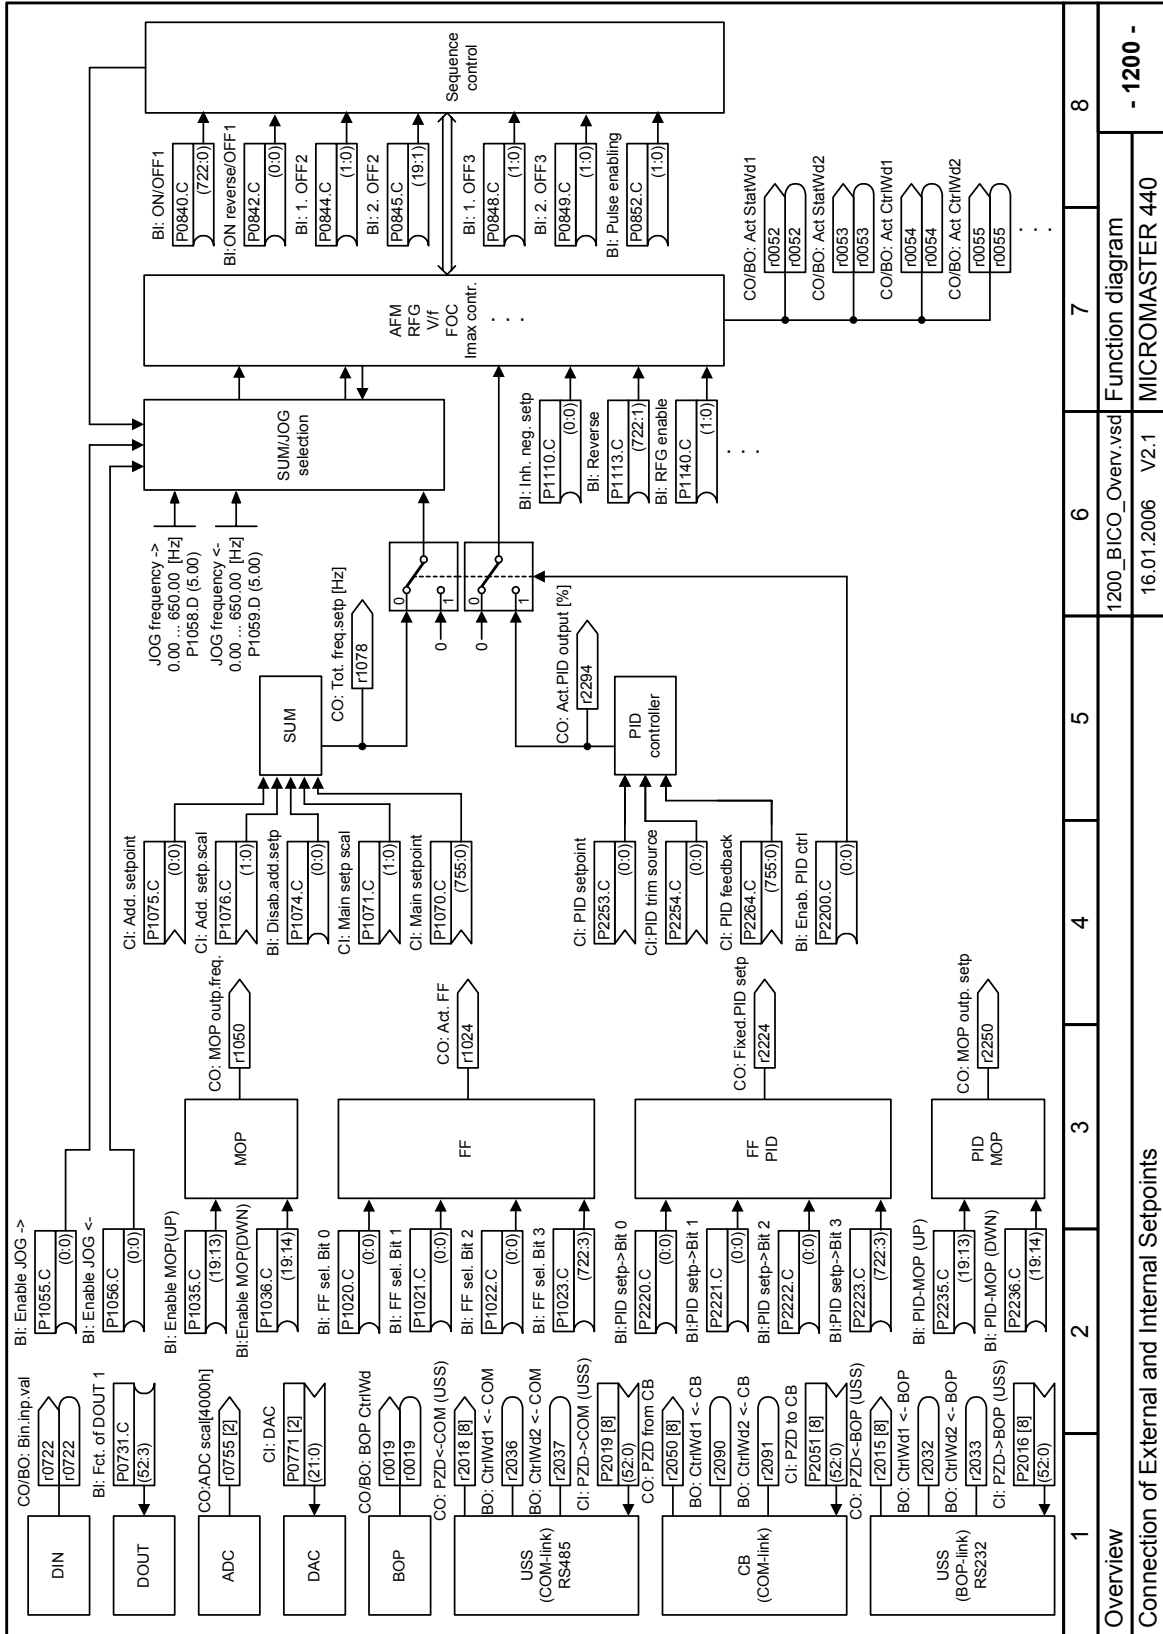 DIN
CO/BO: Bin.inp.val
r0722
r0722
DOUT
BI: Fct. of DOUT 1
P0731.C
(52:3)
ADC
CO:ADC scal[4000h]
r0755 [2]
DAC
CI: DAC
P0771 [2]
(21:0)
BOP
CO/BO: BOP CtrlWd
r0019
r0019
USS
(COM-link)
RS485
CO: PZD<-COM (USS)
r2018 [8]
BO: CtrlWd1 <- COM
r2036
BO: CtrlWd2 <- COM
r2037
CI: PZD->COM (USS)
P2019 [8]
(52:0)
CB
(COM-link)
CO: PZD from CB
r2050 [8]
BO: CtrlWd1 <- CB
r2090
BO: CtrlWd2 <- CB
r2091
CI: PZD to CB
P2051 [8]
(52:0)
USS
(BOP-link)
RS232
CO: PZD<-BOP (USS)
r2015 [8]
BO: CtrlWd1 <- BOP
r2032
BO: CtrlWd2 <- BOP
r2033
CI: PZD->BOP (USS)
P2016 [8]
(52:0)
BI: Enable JOG ->
P1055.C
(0:0)
BI: Enable JOG <-
P1056.C
(0:0)
BI: Enable MOP(UP)
P1035.C
(19:13)
BI:Enable MOP(DWN)
P1036.C
(19:14)
BI: FF sel. Bit 0
P1020.C
(0:0)
BI: FF sel. Bit 1
P1021.C
(0:0)
BI: FF sel. Bit 2
P1022.C
(0:0)
BI: FF sel. Bit 3
P1023.C
(722:3)
BI:PID setp->Bit 0
P2220.C
(0:0)
BI:PID setp->Bit 1
P2221.C
(0:0)
BI:PID setp->Bit 2
P2222.C
(0:0)
BI:PID setp->Bit 3
P2223.C
(722:3)
BI: PID-MOP (UP)
P2235.C
(19:13)
BI: PID-MOP (DWN)
P2236.C
(19:14)
MOP
CO: MOP outp.freq.
r1050
FF
CO: Act. FF
r1024
FF
PID
CO: Fixed.PID setp
r2224
PID
MOP
CO: MOP outp. setp
r2250
CI: Add. setpoint
P1075.C
(0:0)
CI: Add. setp.scal
P1076.C
(1:0)
BI: Disab.add.setp
P1074.C
(0:0)
CI: Main setp scal
P1071.C
(1:0)
CI: Main setpoint
P1070.C
(755:0)
CI: PID setpoint
P2253.C
(0:0)
CI:PID trim source
P2254.C
(0:0)
CI: PID feedback
P2264.C
(755:0)
BI: Enab. PID ctrl
P2200.C
(0:0)
SUM
CO: Tot. freq.setp [Hz]
r1078
PID
controller
CO: Act.PID output [%]
r2294
JOG frequency ->
0.00 ... 650.00 [Hz]
P1058.D (5.00)
JOG frequency <-
0.00 ... 650.00 [Hz]
P1059.D (5.00)
0
1
0
0
1
0
SUM/JOG
selection
BI: Inh. neg. setp
P1110.C
(0:0)
BI: Reverse
P1113.C
(722:1)
BI: RFG enable
P1140.C
(1:0)
. . .
AFM
RFG
V/f
FOC
Imax contr.
. . .
BI: ON/OFF1
P0840.C
(722:0)
BI:ON reverse/OFF1
P0842.C
(0:0)
BI: 1. OFF2
P0844.C
(1:0)
BI: 2. OFF2
P0845.C
(19:1)
BI: 1. OFF3
P0848.C
(1:0)
BI: 2. OFF3
P0849.C
(1:0)
BI: Pulse enabling
P0852.C
(1:0)
Sequence
control
CO/BO: Act StatWd1
r0052
r0052
CO/BO: Act StatWd2
r0053
r0053
CO/BO: Act CtrlWd1
r0054
r0054
CO/BO: Act CtrlWd2
r0055
r0055
. . .
1 2 3 4 5 6 7 8
Overview
1200_BICO_Overv.vsd
Function diagram
- 1200 -
Connection of External and Internal Setpoints
16.01.2006 V2.1
MICROMASTER 440